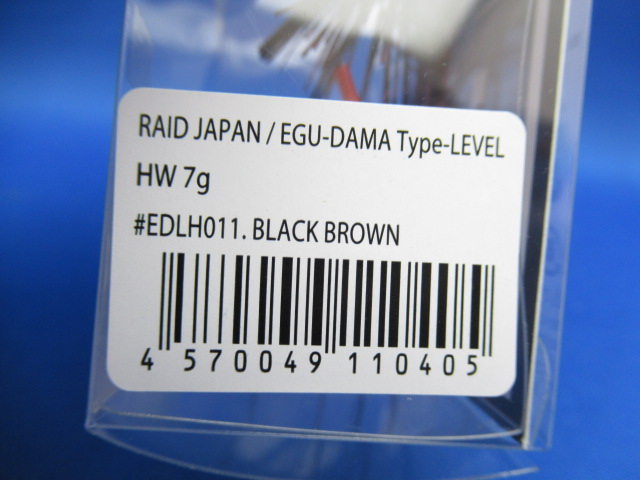 RAID JAPAN / EGU-DAMA Type-LEVEL
HW 7g
#EDLH011. BLACK BROWN
4 570049 110405